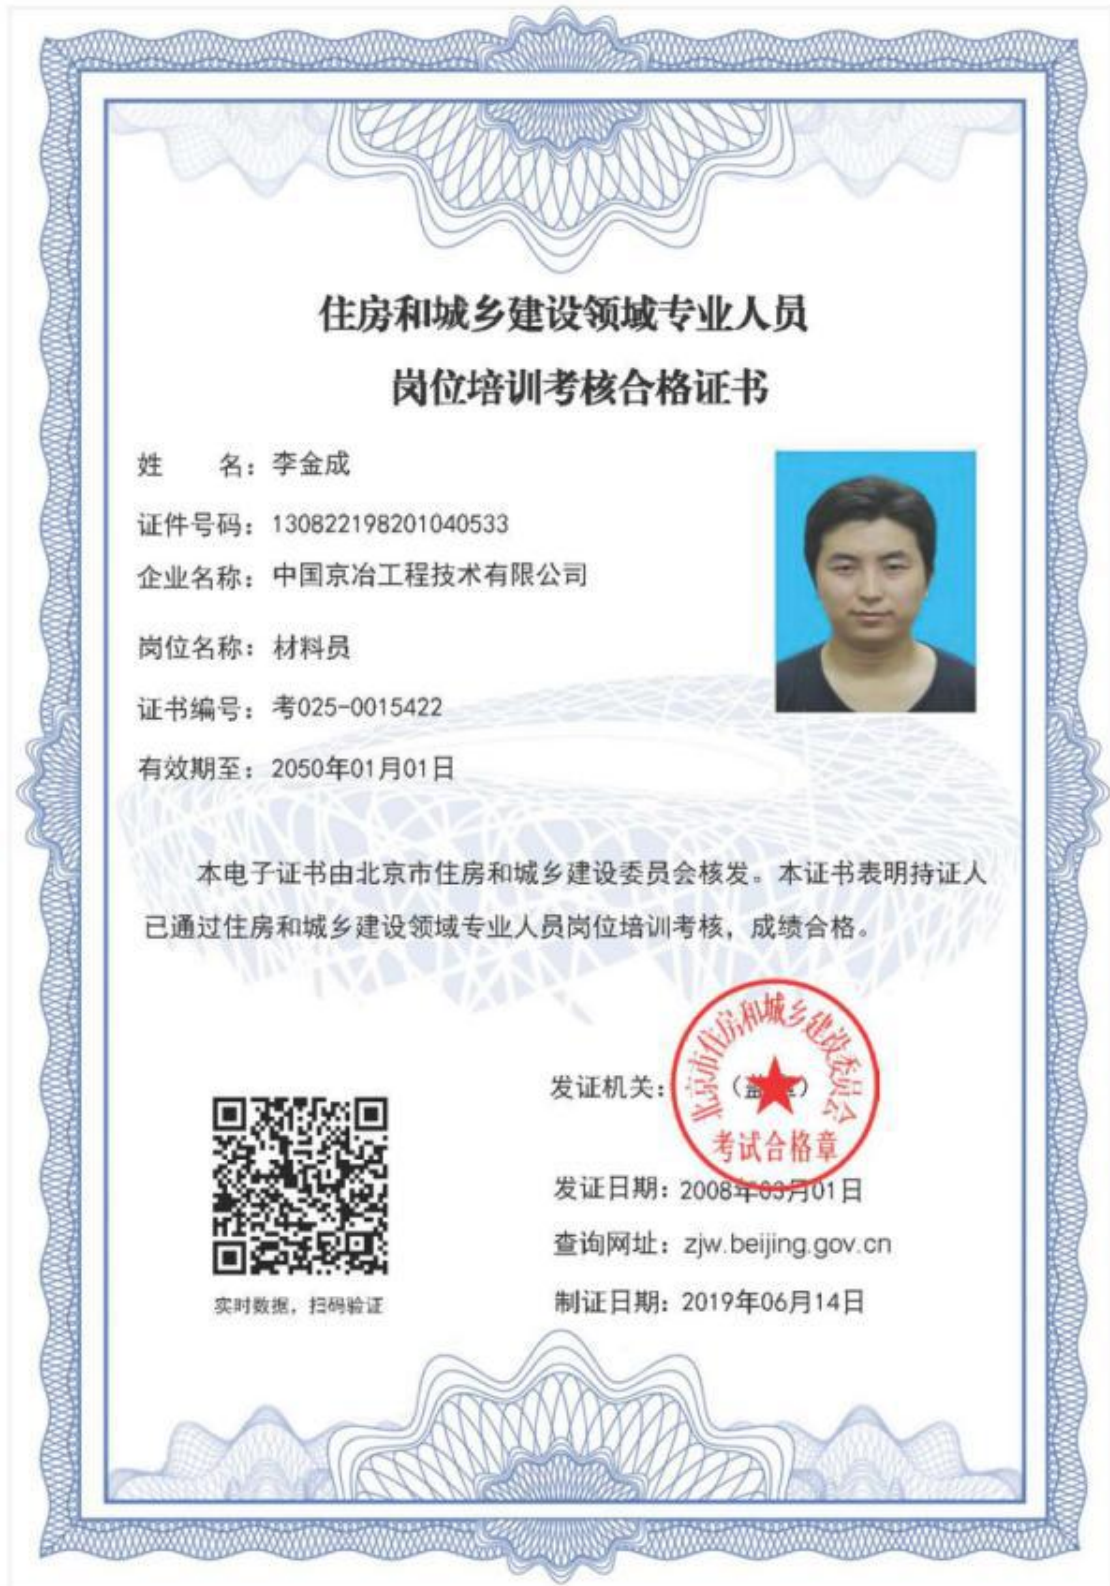 住房和城乡建设领域专业人员
岗位培训考核合格证书
姓 名：李金成
证件号码：130822198201040533
企业名称：中国京冶工程技术有限公司
岗位名称：材料员
证书编号：考025-0015422
有效期至：2050年01月01日
本电子证书由北京市住房和城乡建设委员会核发。本证书表明持证人
已通过住房和城乡建设领域专业人员岗位培训考核，成绩合格。
北京市住房和城乡建设委员会
发证机关：（盖章）
考试合格章
发证日期：2008年03月01日
查询网址：zjw.beijing.gov.cn
制证日期：2019年06月14日
实时数据，扫码验证